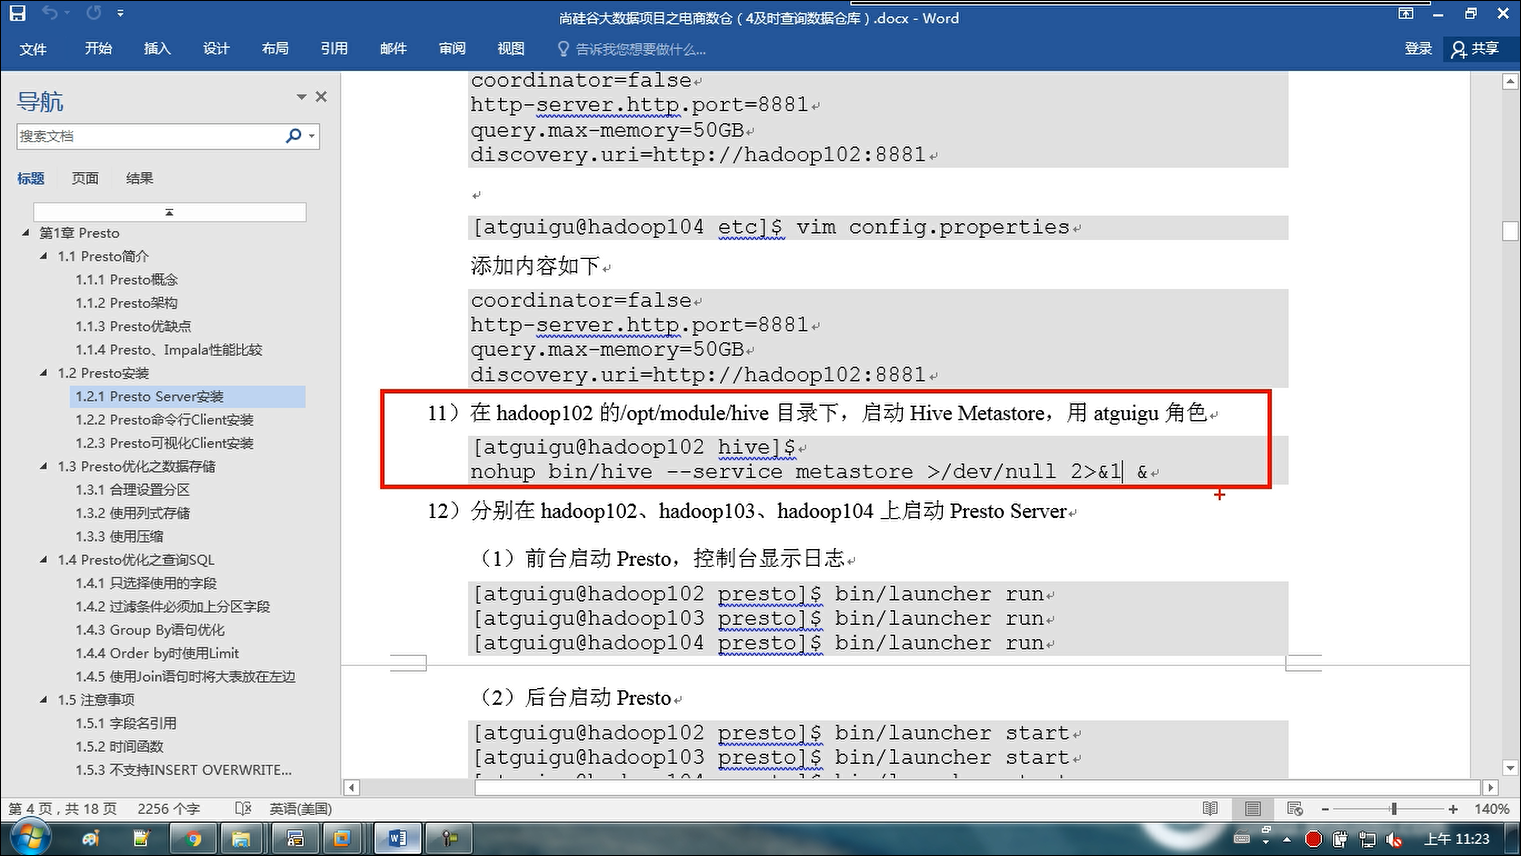 尚硅谷大数据项目之电商数仓（4及时查询数据仓库）.docx - Word
文件 开始 插入 设计 布局 引用 邮件 审阅 视图 告诉我您想要做什么... 登录 共享
导航
搜索文档
标题 页面 结果
第1章 Presto
1.1 Presto简介
1.1.1 Presto概念
1.1.2 Presto架构
1.1.3 Presto优缺点
1.1.4 Presto、Impala性能比较
1.2 Presto安装
1.2.1 Presto Server安装
1.2.2 Presto命令行Client安装
1.2.3 Presto可视化Client安装
1.3 Presto优化之数据存储
1.3.1 合理设置分区
1.3.2 使用列式存储
1.3.3 使用压缩
1.4 Presto优化之查询SQL
1.4.1 只选择使用的字段
1.4.2 过滤条件必须加上分区字段
1.4.3 Group By语句优化
1.4.4 Order by时使用Limit
1.4.5 使用Join语句时将大表放在左边
1.5 注意事项
1.5.1 字段名引用
1.5.2 时间函数
1.5.3 不支持INSERT OVERWRITE...
coordinator=false
http-server.http.port=8881
query.max-memory=50GB
discovery.uri=http://hadoop102:8881
[atguigu@hadoop104 etc]$ vim config.properties
添加内容如下
coordinator=false
http-server.http.port=8881
query.max-memory=50GB
discovery.uri=http://hadoop102:8881
11）在 hadoop102 的/opt/module/hive 目录下，启动 Hive Metastore，用 atguigu 角色
[atguigu@hadoop102 hive]$
nohup bin/hive --service metastore >/dev/null 2>&1 &
12）分别在 hadoop102、hadoop103、hadoop104 上启动 Presto Server
（1）前台启动 Presto，控制台显示日志
[atguigu@hadoop102 presto]$ bin/launcher run
[atguigu@hadoop103 presto]$ bin/launcher run
[atguigu@hadoop104 presto]$ bin/launcher run
（2）后台启动 Presto
[atguigu@hadoop102 presto]$ bin/launcher start
[atguigu@hadoop103 presto]$ bin/launcher start
第 4 页，共 18 页 2256 个字 英语(美国) 140%
上午 11:23